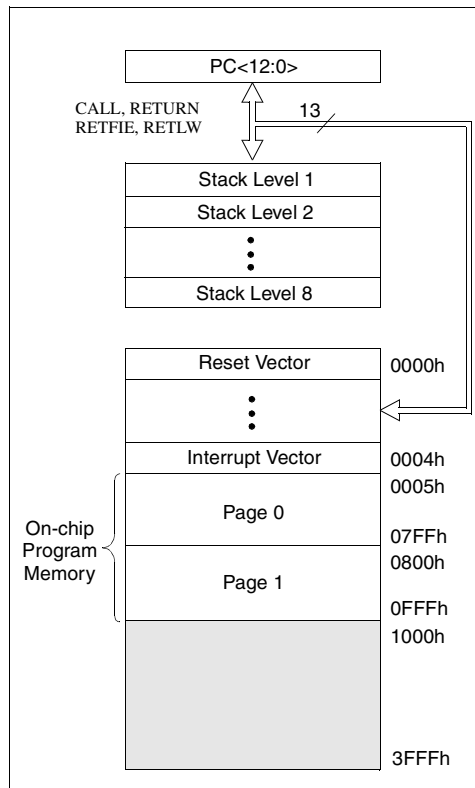 PC<12:0>
CALL, RETURN
RETFIE, RETLW
13
Stack Level 1
Stack Level 2
Stack Level 8
Reset Vector
0000h
Interrupt Vector
0004h
0005h
On-chip
Program
Memory
Page 0
07FFh
0800h
Page 1
0FFFh
1000h
3FFFh